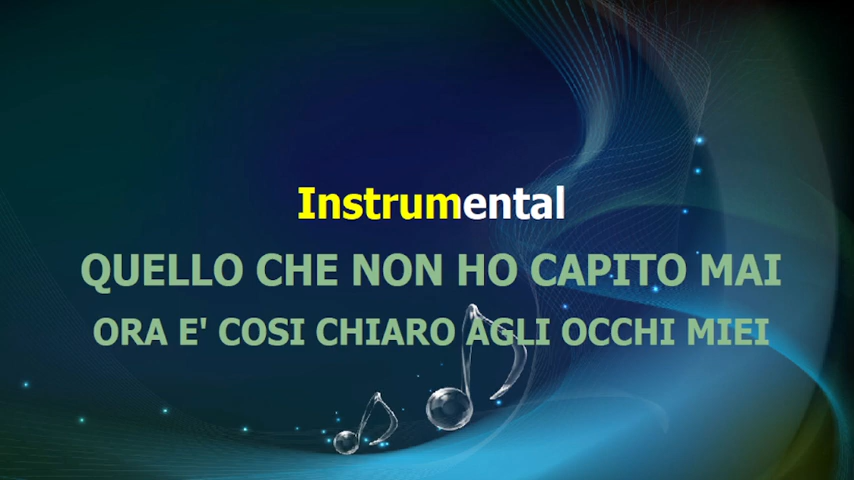 Instrumental
QUELLO CHE NON HO CAPITO MAI
ORA E' COSI CHIARO AGLI OCCHI MIEI